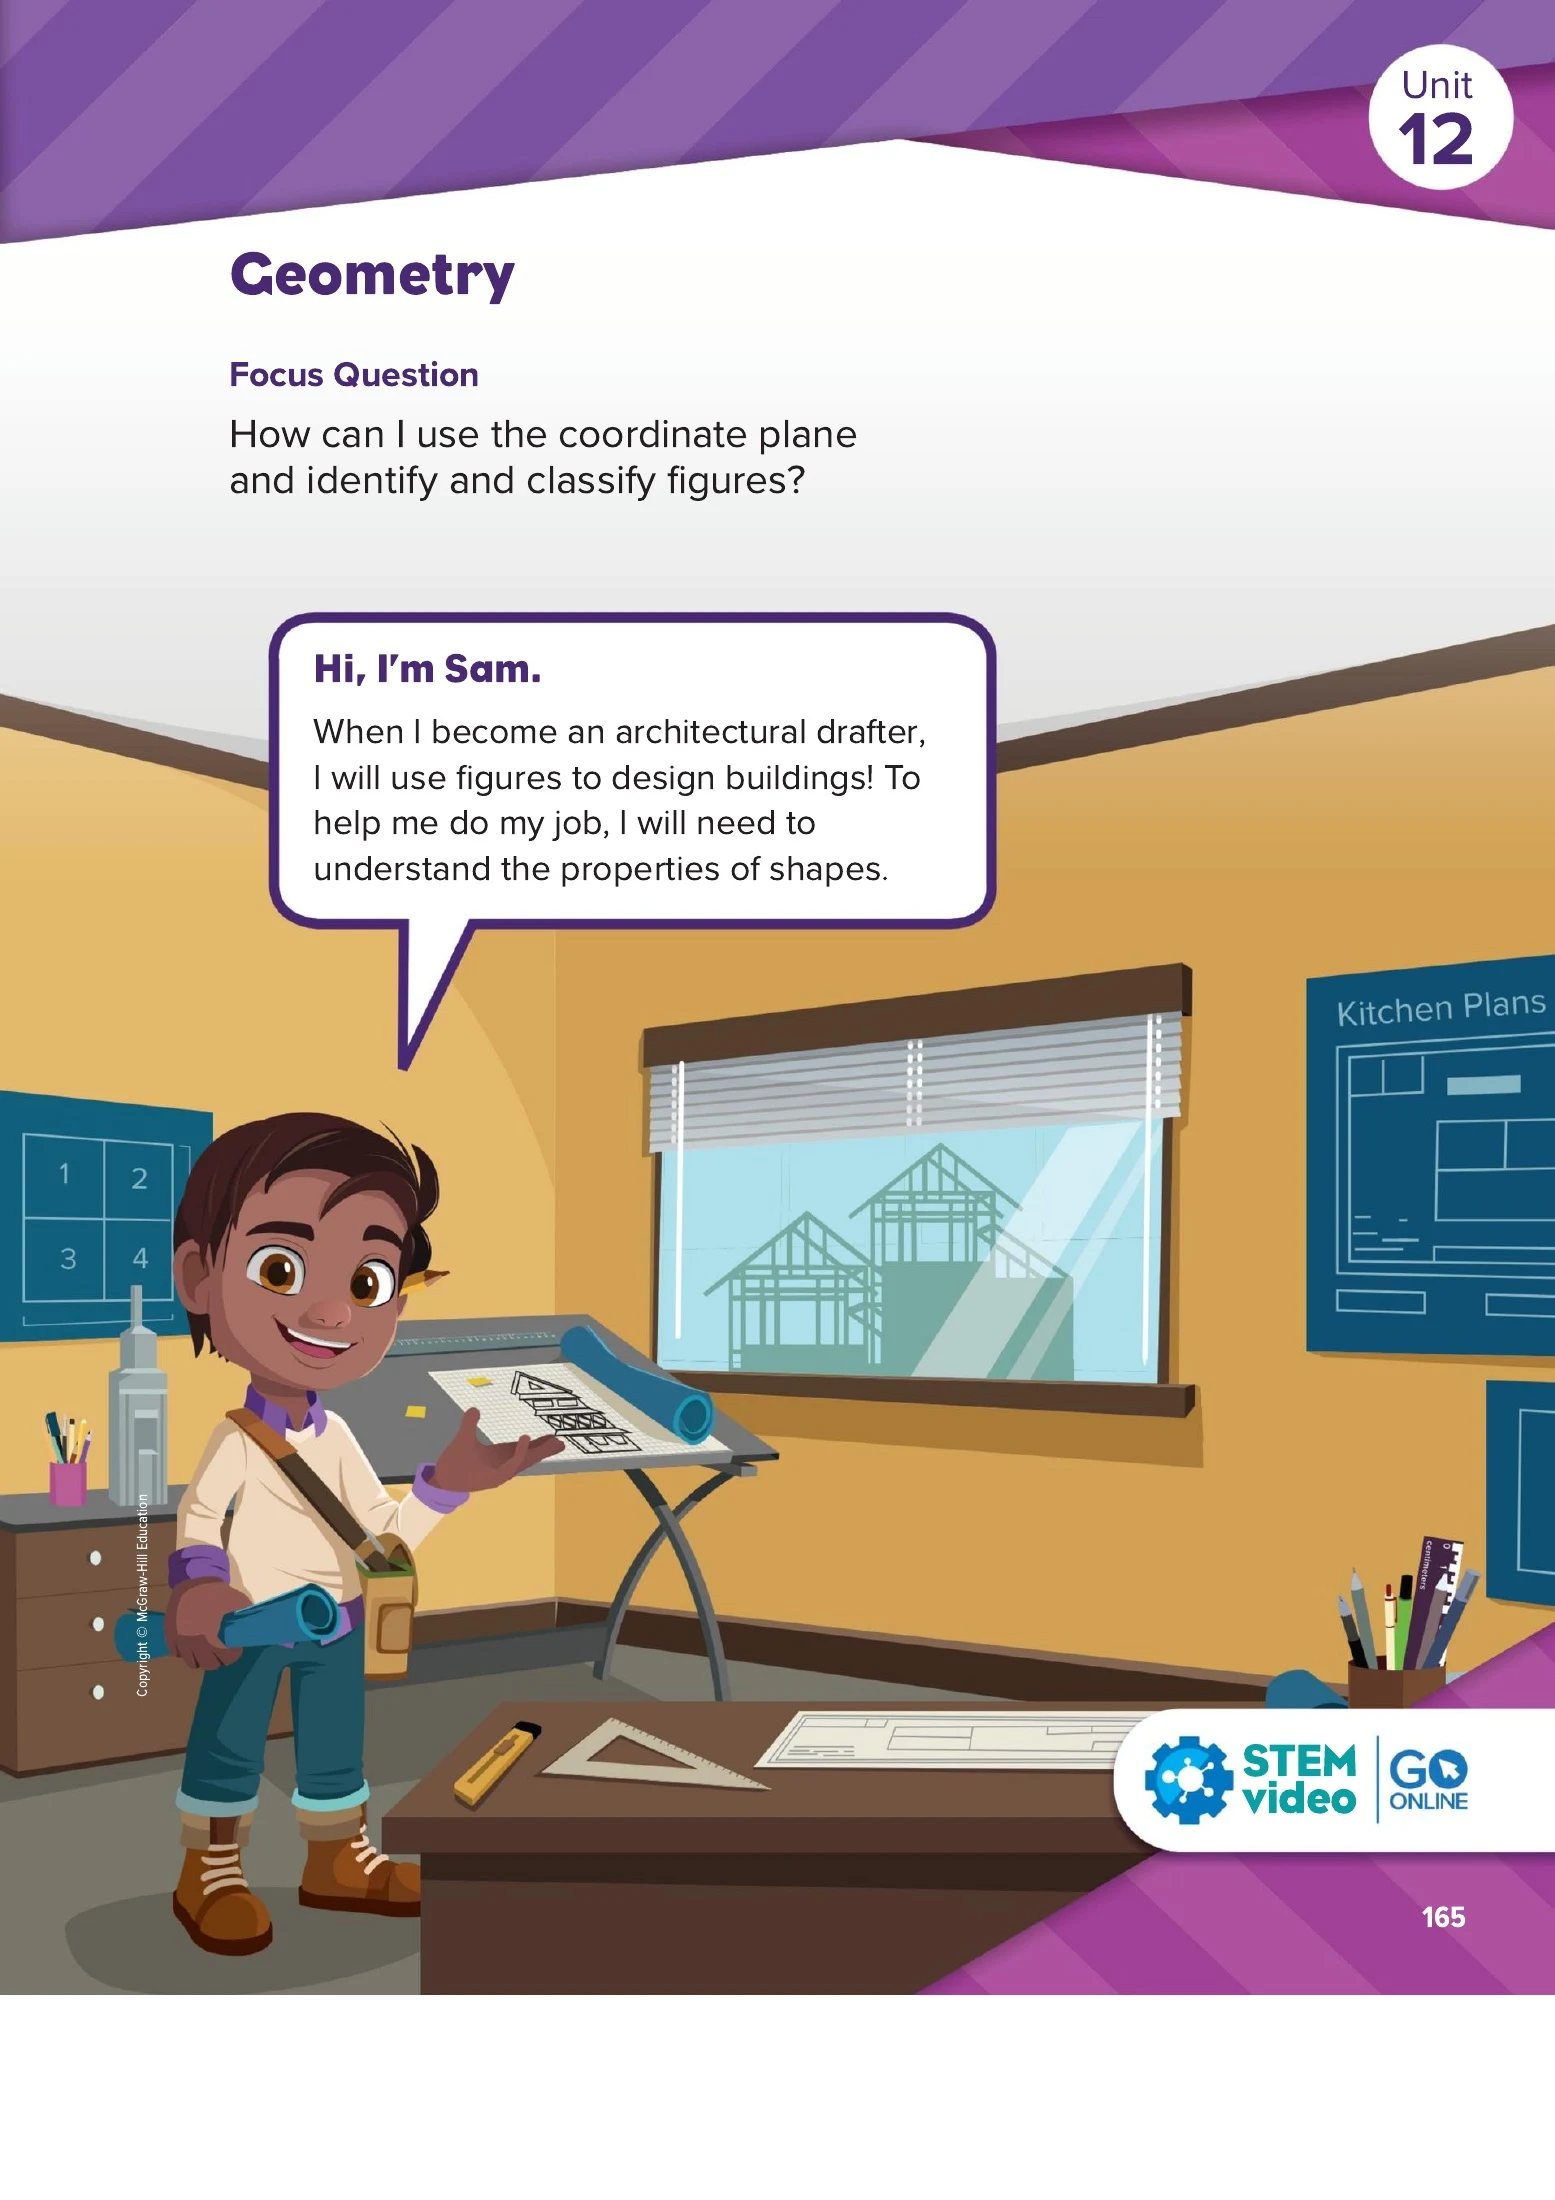 Unit
12
Geometry
Focus Question
How can I use the coordinate plane
and identify and classify figures?
Hi, I'm Sam.
When I become an architectural drafter,
I will use figures to design buildings! To
help me do my job, I will need to
understand the properties of shapes.
Kitchen Plans
1
2
3
4
centimeters
0
1
Copyright © McGraw-Hill Education
STEM
video
GO
ONLINE
165